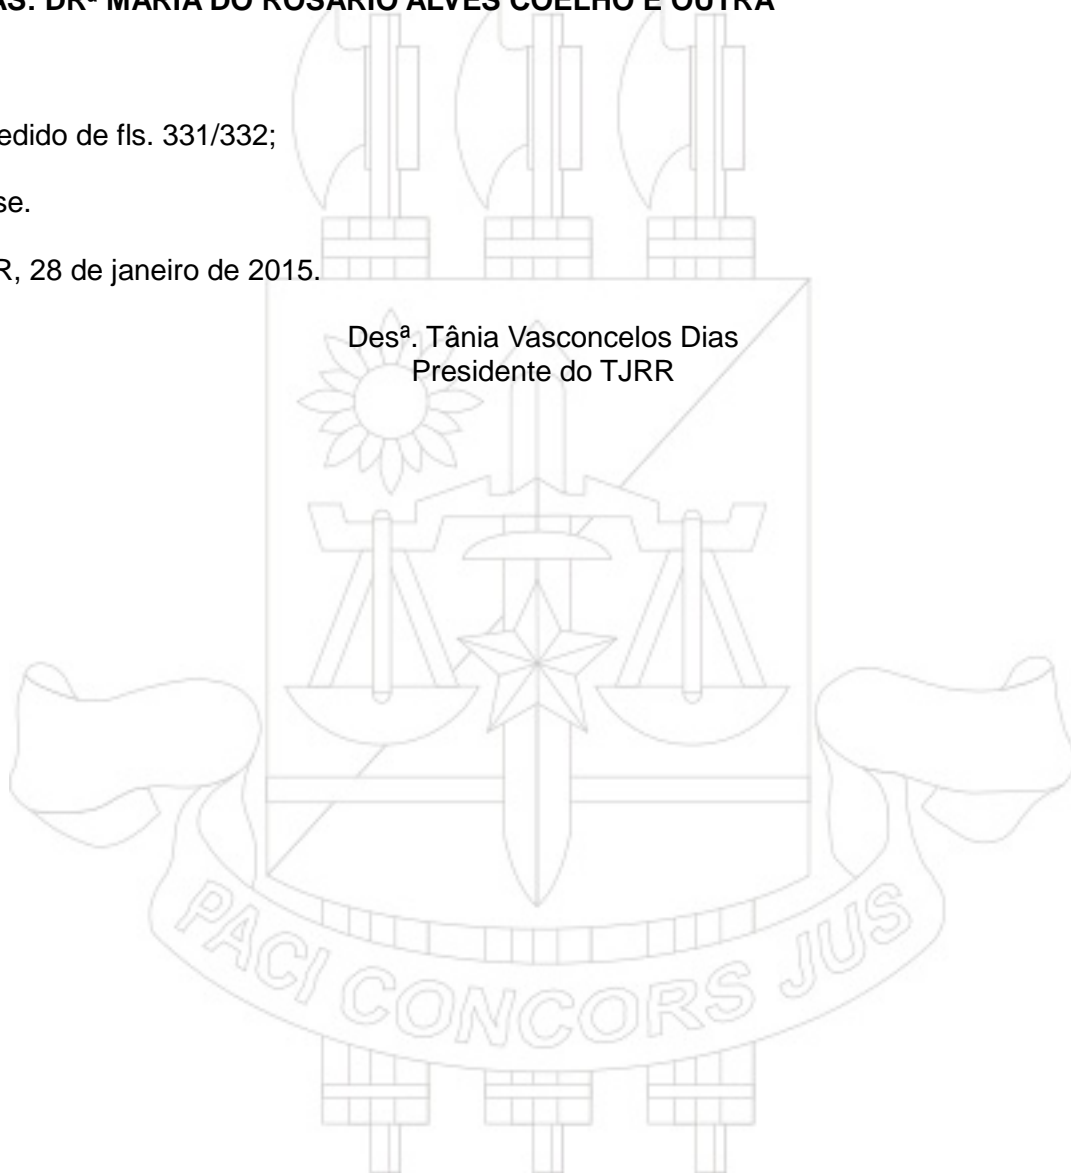 AS: DRª MARIA DO ROSÁRIO ALVES COELHO E OUTRA
edido de fls. 331/332;
se.
R, 28 de janeiro de 2015.
Desª. Tânia Vasconcelos Dias
Presidente do TJRR
PACI CONCORS JUS